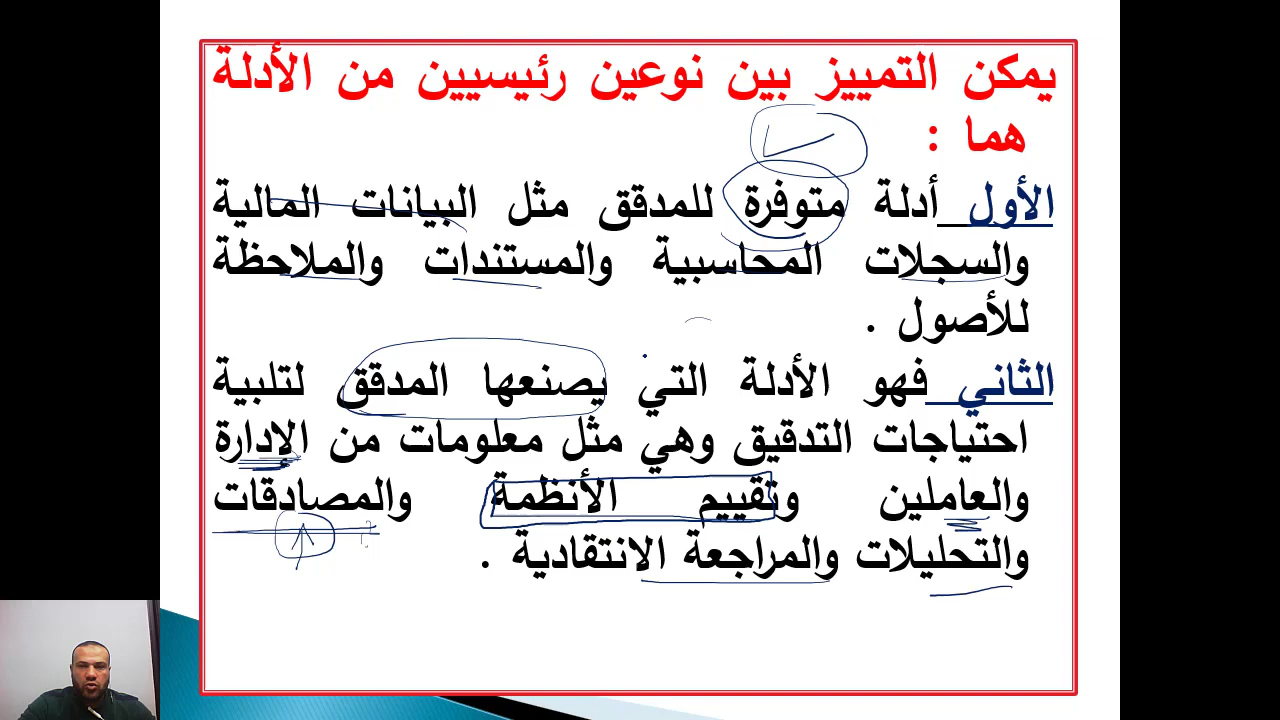 يمكن التمييز بين نوعين رئيسيين من الأدلة
هما :
الأول أدلة متوفرة للمدقق مثل البيانات المالية
والسجلات المحاسبية والمستندات والملاحظة
للأصول .
الثاني فهو الأدلة التي يصنعها المدقق لتلبية
احتياجات التدقيق وهي مثل معلومات من الإدارة
والعاملين وتقييم الأنظمة والمصادقات
والتحليلات والمراجعة الانتقادية .